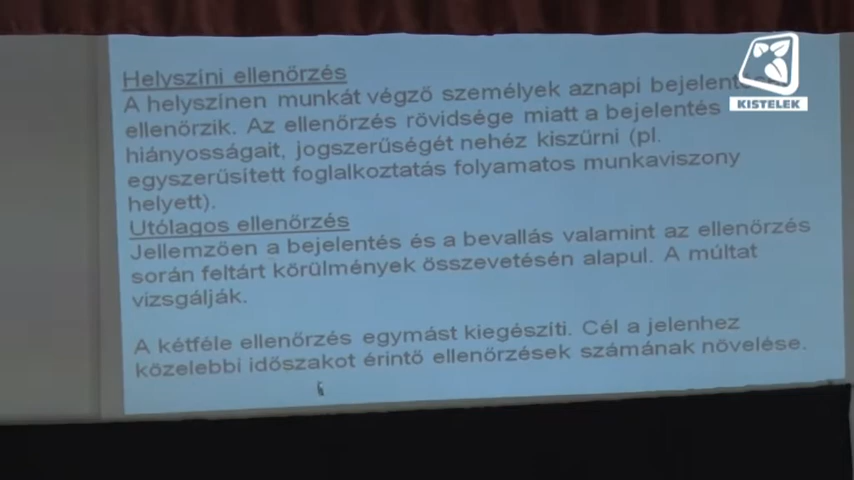 Helyszíni ellenőrzés
A helyszínen munkát végző személyek aznapi
ellenőrzik. Az ellenőrzés rövidsége miatt a bejelentés
hiányosságait, jogszerűségét nehéz kiszűrni (pl.
egyszerűsített foglalkoztatás folyamatos munkaviszony
helyett).
Utólagos ellenőrzés
Jellemzően a bejelentés és a bevallás valamint az ellenőrzés
során feltárt körülmények összevetésén alapul. A múltat
vizsgálják.
A kétféle ellenőrzés egymást kiegészíti. Cél a jelenhez
közelebbi időszakot érintő ellenőrzések számának növelése.
KISTELEK